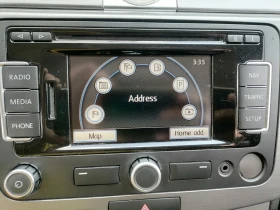 3:35
Address
Map
Home add.
RADIO
MEDIA
PHONE
NAV
TRAFFIC
SETUP